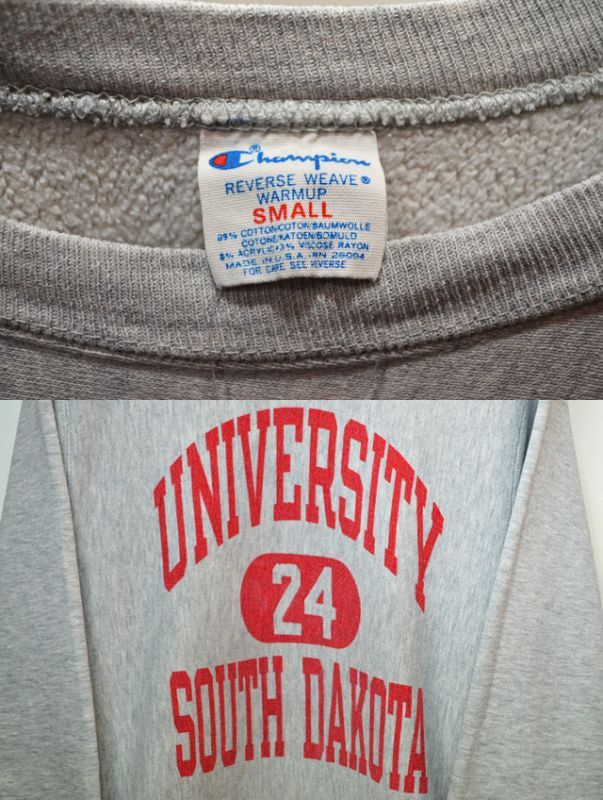 Champion®
REVERSE WEAVE®
WARMUP
SMALL
89% COTTON/COTON/BAUMWOLLE
COTONE/KATOEN/BOMULD
8% ACRYLIC•3% VISCOSE RAYON
MADE IN U.S.A.•RN 26094
FOR CARE SEE REVERSE
UNIVERSITY
24
SOUTH DAKOTA